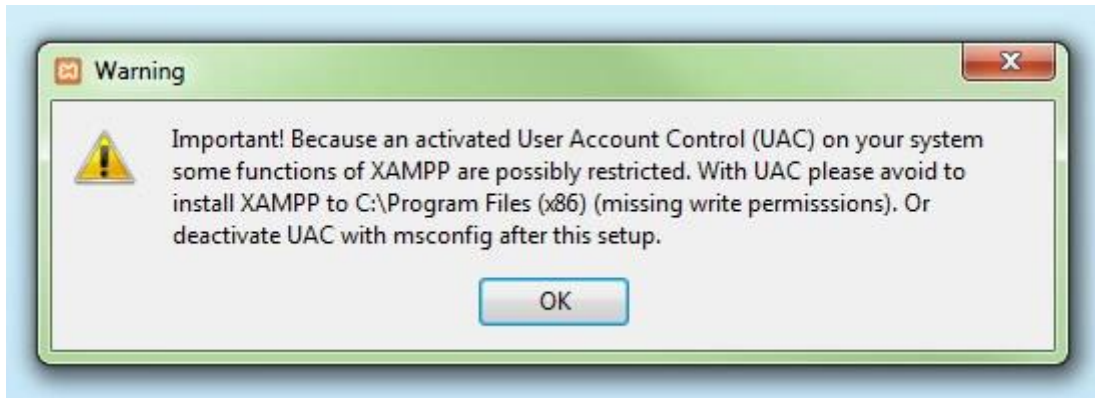 Warning
Important! Because an activated User Account Control (UAC) on your system
some functions of XAMPP are possibly restricted. With UAC please avoid to
install XAMPP to C:\Program Files (x86) (missing write permisssions). Or
deactivate UAC with msconfig after this setup.
OK